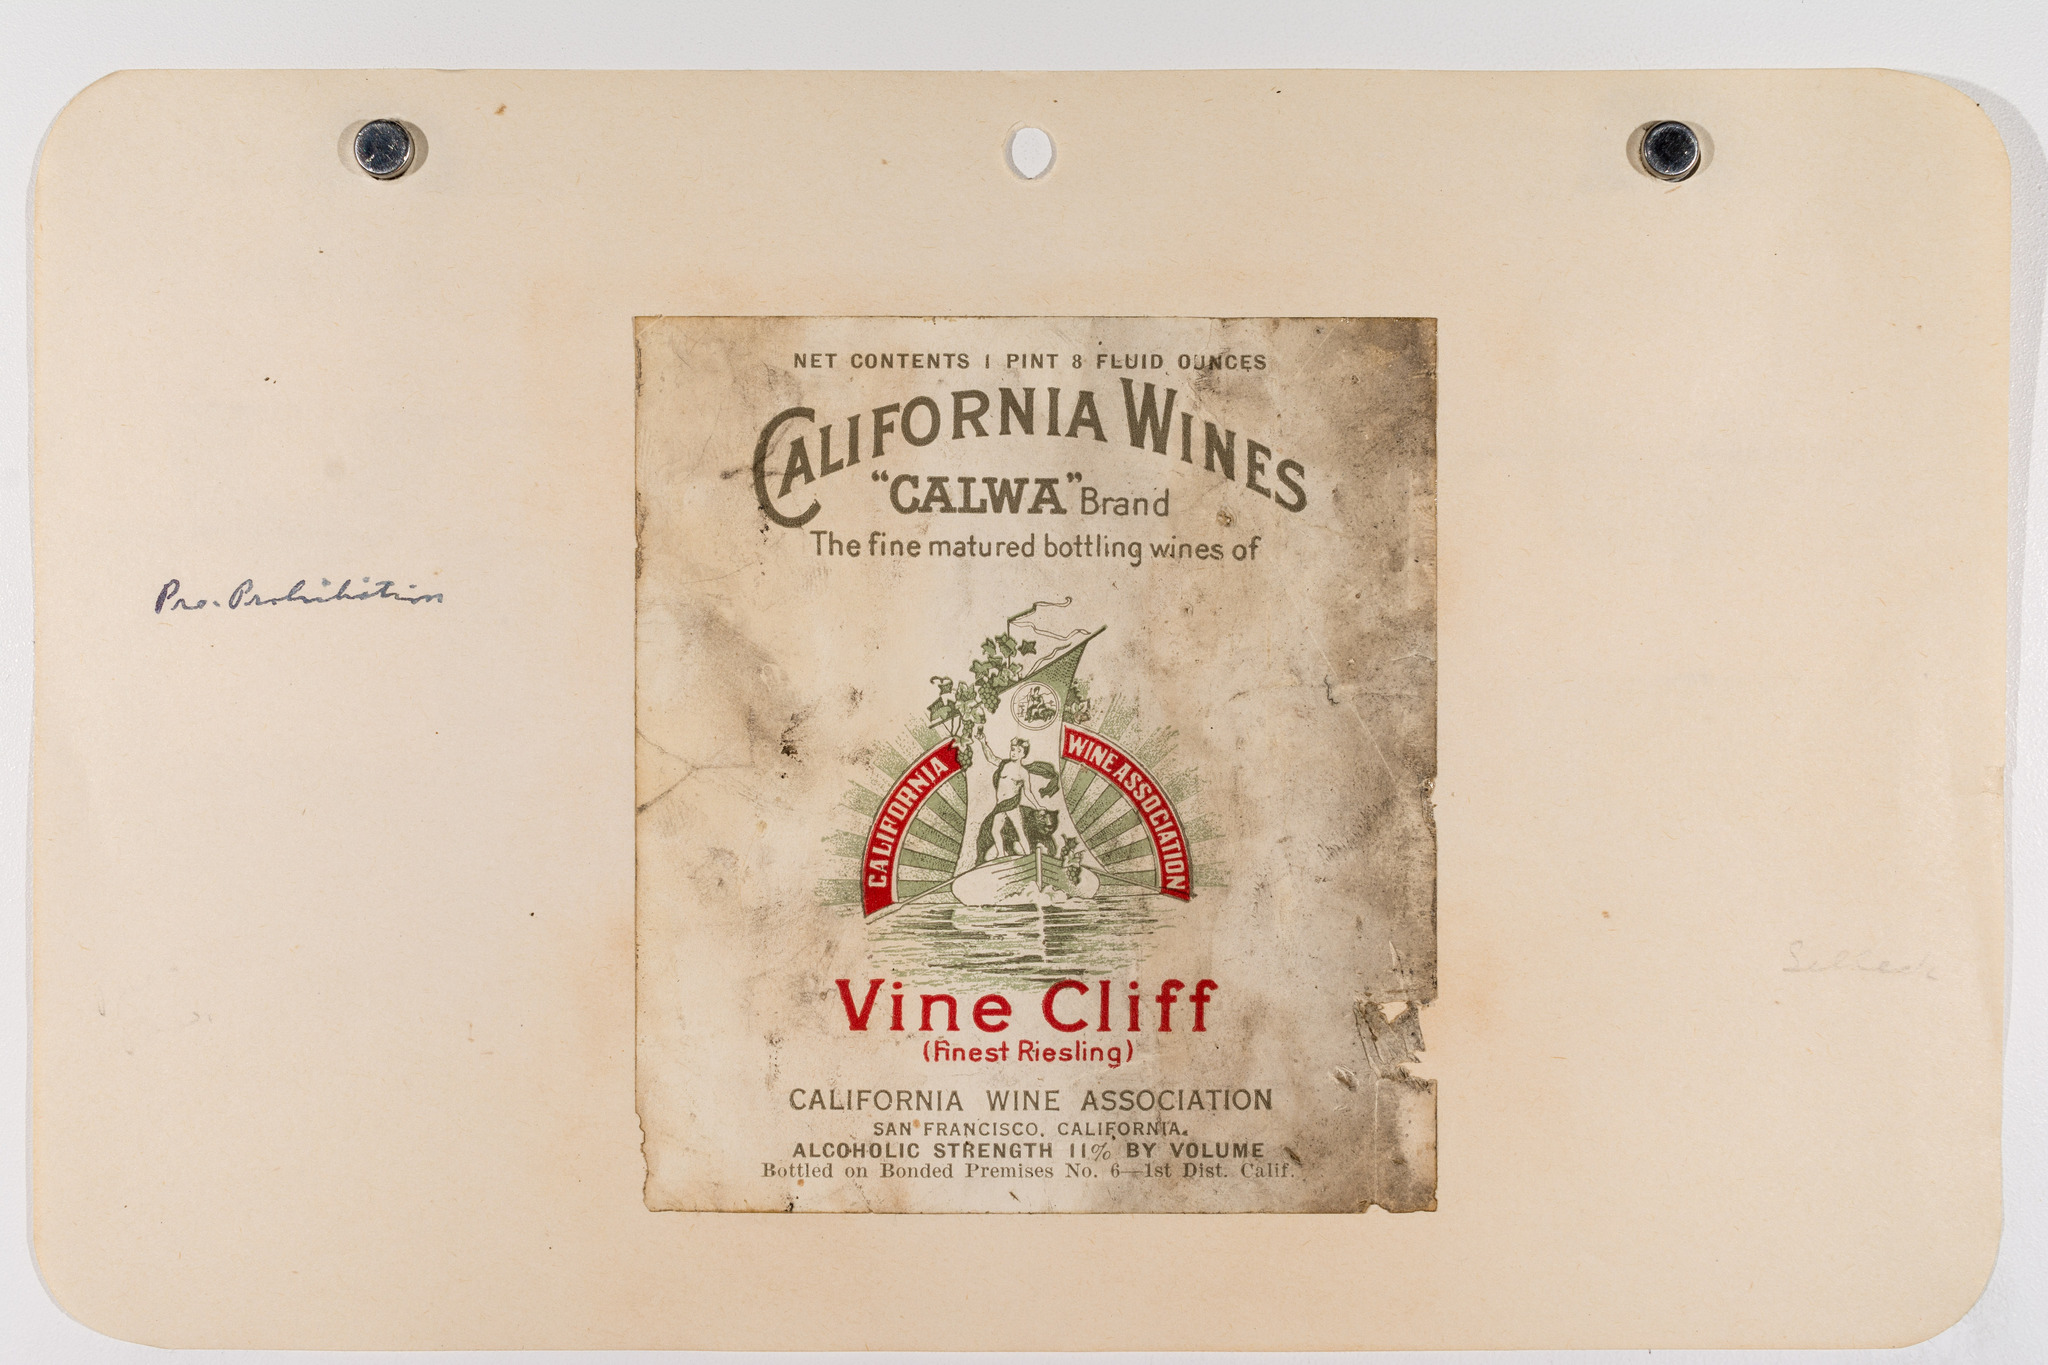 NET CONTENTS 1 PINT 8 FLUID OUNCES
CALIFORNIA WINES
"CALWA" Brand
The fine matured bottling wines of
Pre-Prohibition
CALIFORNIA WINE ASSOCIATION
Vine Cliff
(Finest Riesling)
CALIFORNIA WINE ASSOCIATION
SAN FRANCISCO, CALIFORNIA.
ALCOHOLIC STRENGTH 11% BY VOLUME
Bottled on Bonded Premises No. 6—1st Dist. Calif.